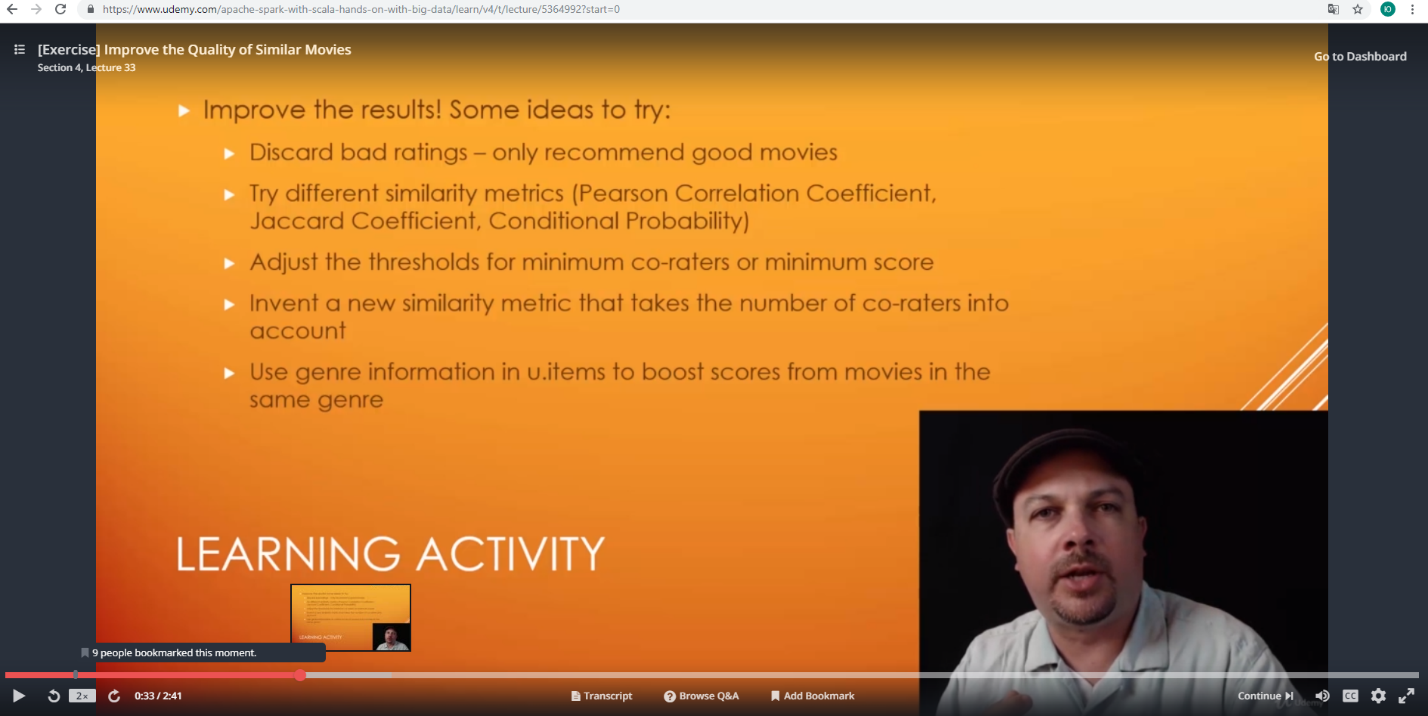 https://www.udemy.com/apache-spark-with-scala-hands-on-with-big-data/learn/v4/t/lecture/5364992?start=0
IO
[Exercise] Improve the Quality of Similar Movies
Section 4, Lecture 33
Go to Dashboard
Improve the results! Some ideas to try:
Discard bad ratings – only recommend good movies
Try different similarity metrics (Pearson Correlation Coefficient,
Jaccard Coefficient, Conditional Probability)
Adjust the thresholds for minimum co-raters or minimum score
Invent a new similarity metric that takes the number of co-raters into
account
Use genre information in u.items to boost scores from movies in the
same genre
LEARNING ACTIVITY
LEARNING ACTIVITY
9 people bookmarked this moment.
2x
0:33 / 2:41
Transcript
Browse Q&A
Add Bookmark
Continue
CC
Udemy